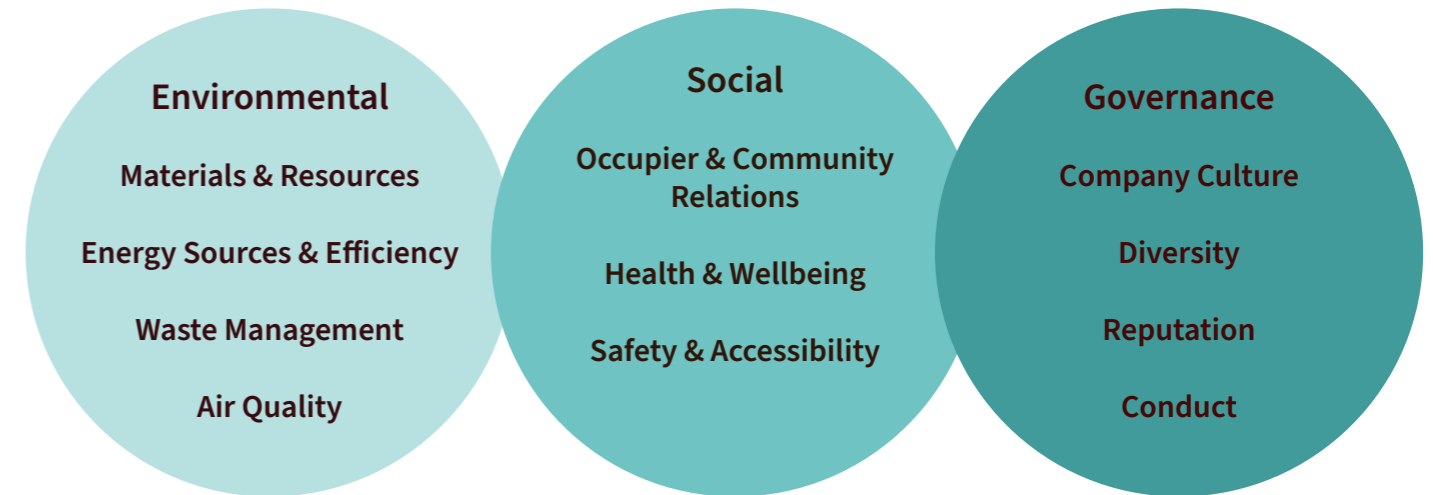 Environmental
Materials & Resources
Energy Sources & Efficiency
Waste Management
Air Quality
Social
Occupier & Community
Relations
Health & Wellbeing
Safety & Accessibility
Governance
Company Culture
Diversity
Reputation
Conduct